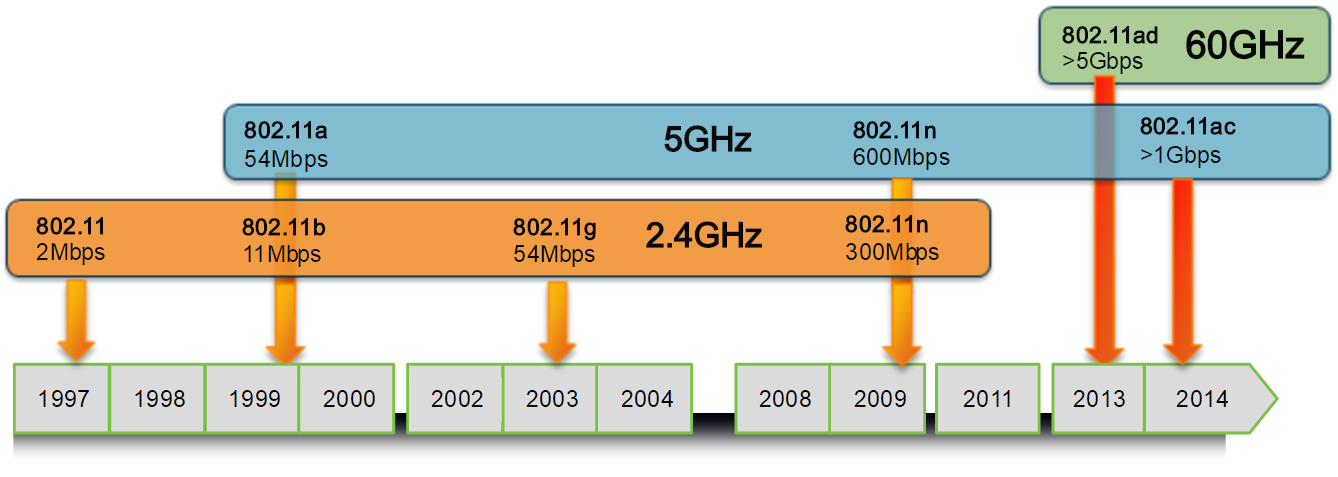 802.11ad
>5Gbps
60GHz
802.11a
54Mbps
5GHz
802.11n
600Mbps
802.11ac
>1Gbps
802.11
2Mbps
802.11b
11Mbps
802.11g
54Mbps
2.4GHz
802.11n
300Mbps
1997
1998
1999
2000
2002
2003
2004
2008
2009
2011
2013
2014